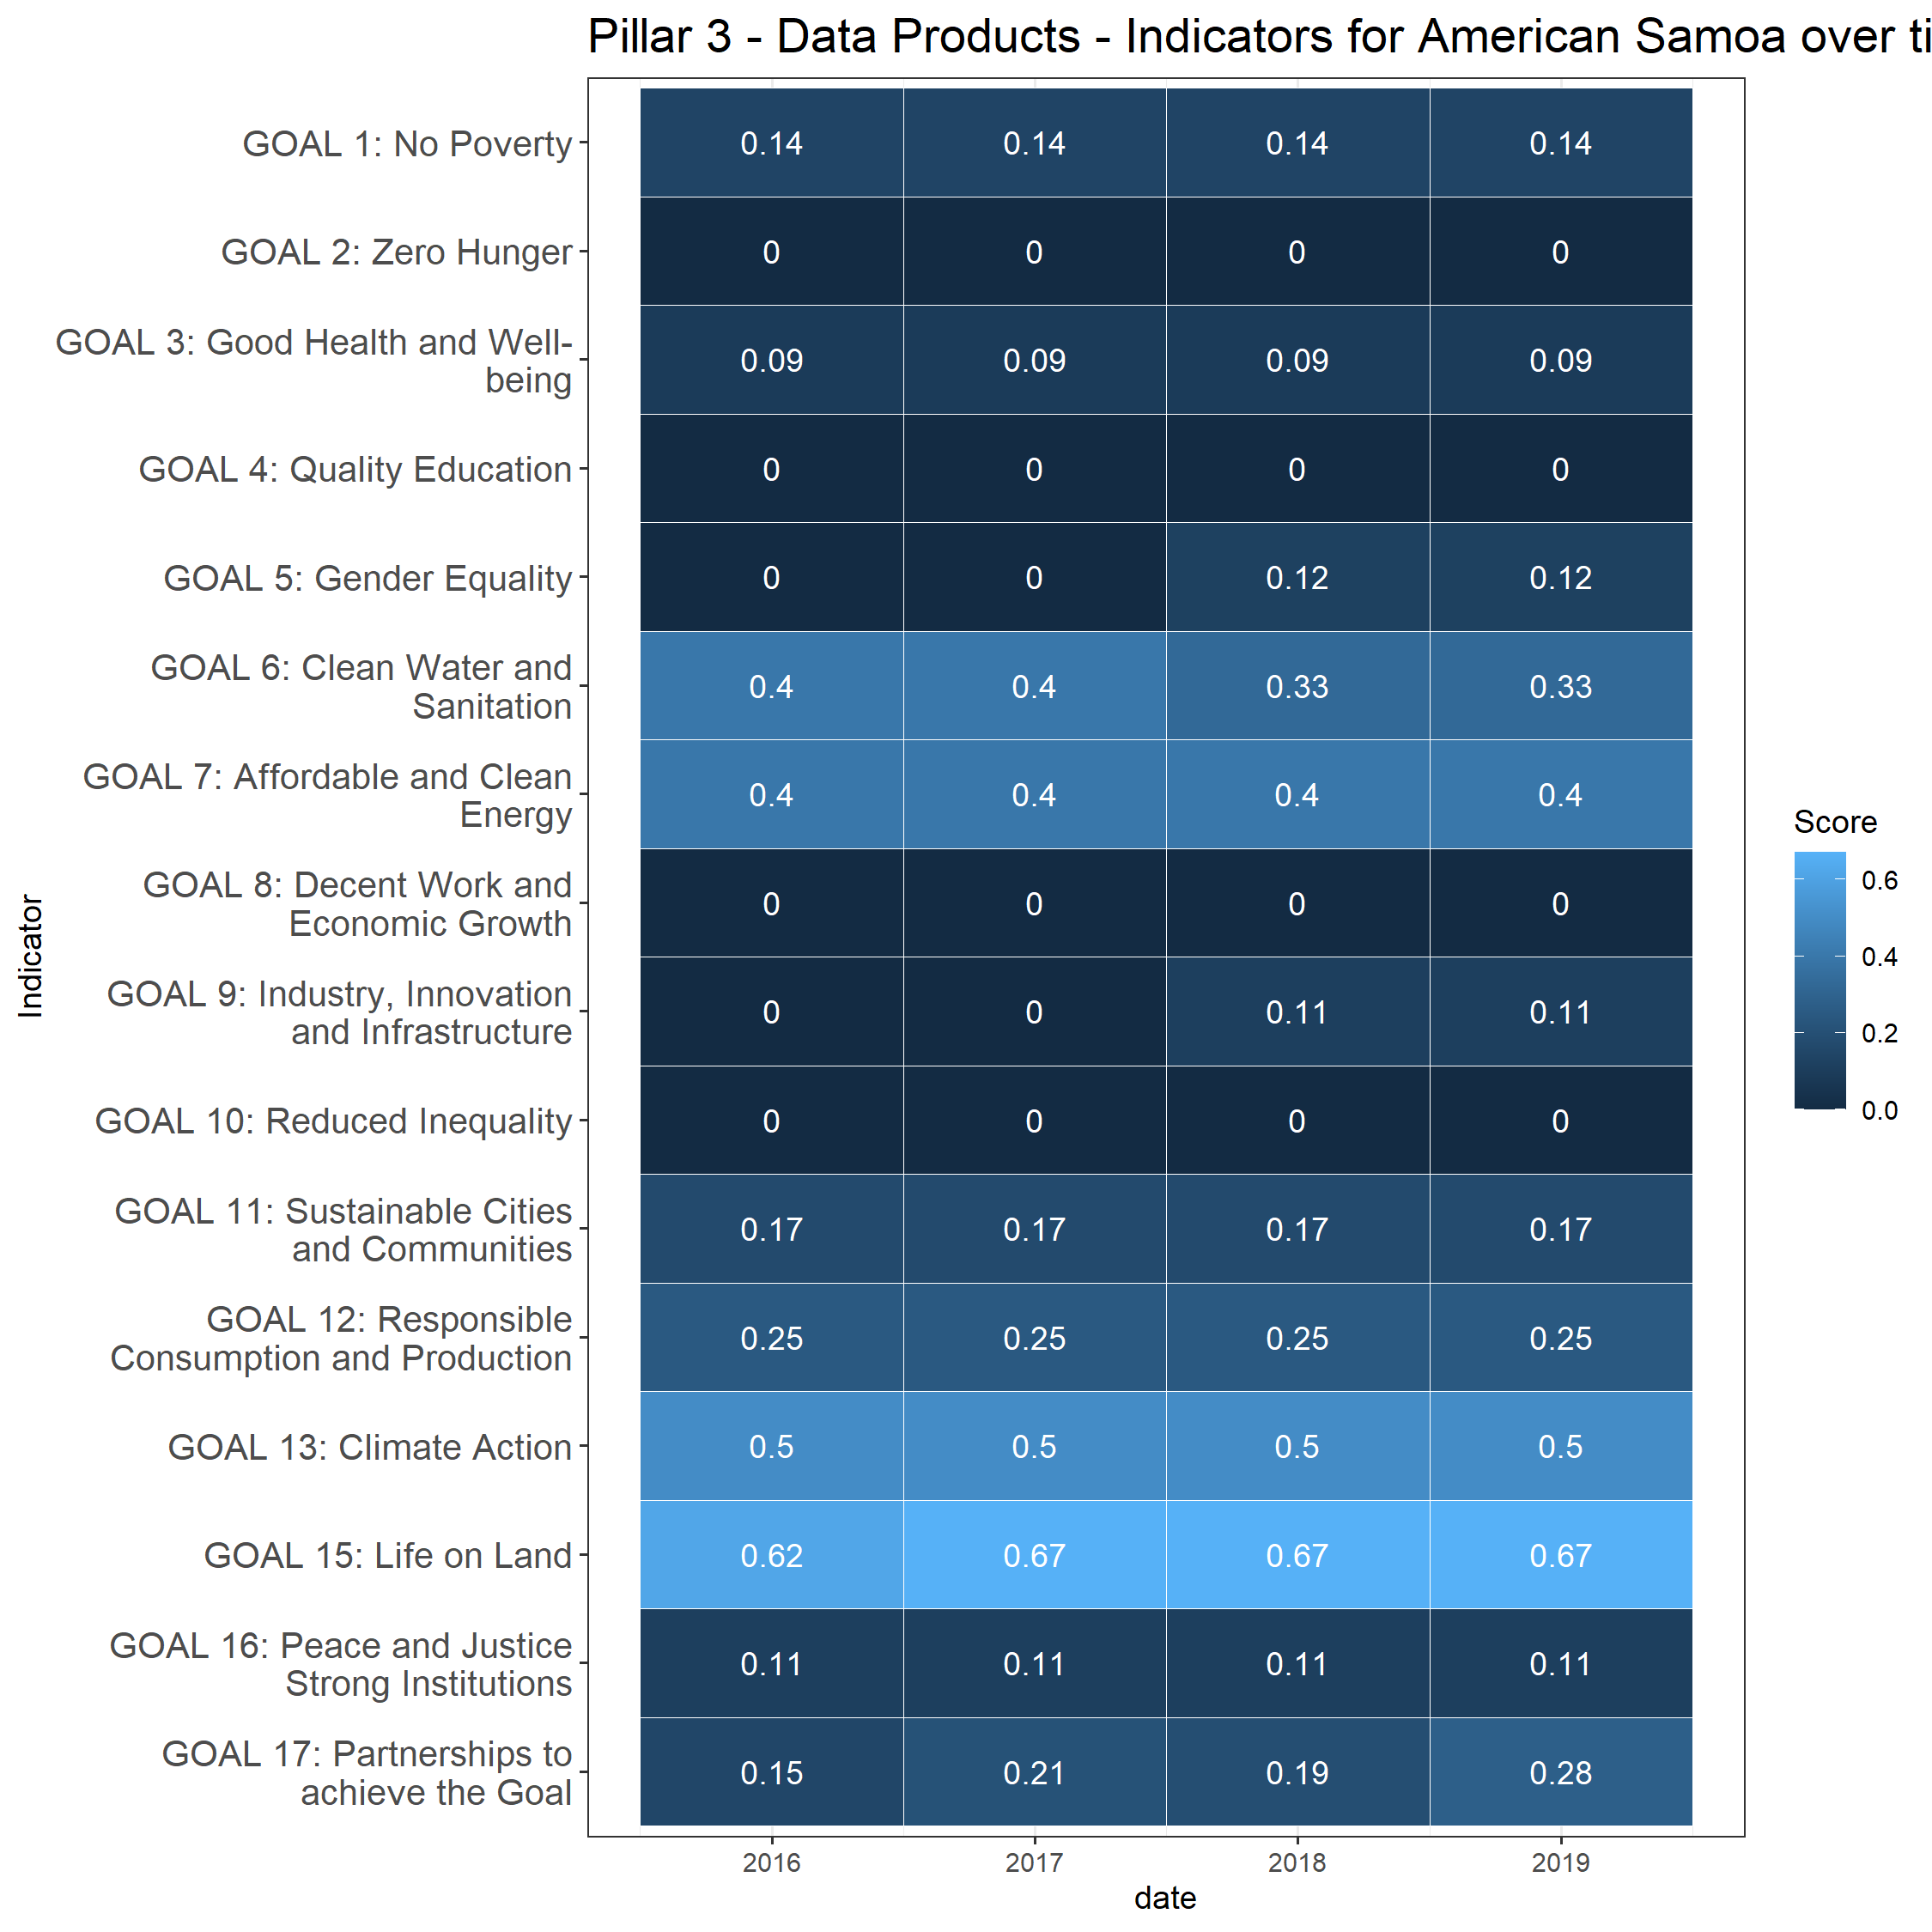 Pillar 3 - Data Products - Indicators for American Samoa over ti
GOAL 1: No Poverty
0.14 0.14 0.14 0.14
GOAL 2: Zero Hunger
0 0 0 0
GOAL 3: Good Health and Well-
being
0.09 0.09 0.09 0.09
GOAL 4: Quality Education
0 0 0 0
GOAL 5: Gender Equality
0 0 0.12 0.12
GOAL 6: Clean Water and
Sanitation
0.4 0.4 0.33 0.33
GOAL 7: Affordable and Clean
Energy
0.4 0.4 0.4 0.4
GOAL 8: Decent Work and
Economic Growth
0 0 0 0
GOAL 9: Industry, Innovation
and Infrastructure
0 0 0.11 0.11
GOAL 10: Reduced Inequality
0 0 0 0
GOAL 11: Sustainable Cities
and Communities
0.17 0.17 0.17 0.17
GOAL 12: Responsible
Consumption and Production
0.25 0.25 0.25 0.25
GOAL 13: Climate Action
0.5 0.5 0.5 0.5
GOAL 15: Life on Land
0.62 0.67 0.67 0.67
GOAL 16: Peace and Justice
Strong Institutions
0.11 0.11 0.11 0.11
GOAL 17: Partnerships to
achieve the Goal
0.15 0.21 0.19 0.28
2016 2017 2018 2019
date
Indicator
Score
0.6
0.4
0.2
0.0